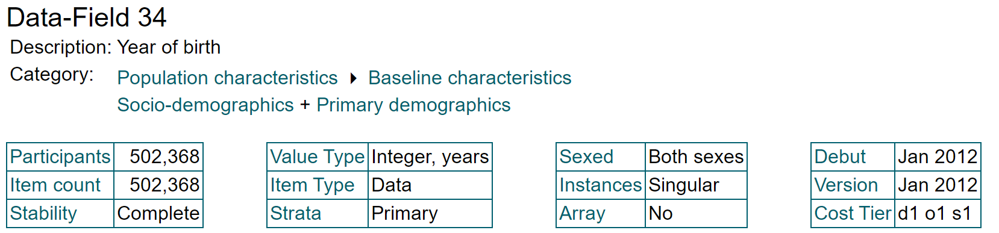 Data-Field 34
Description: Year of birth
Category: Population characteristics ▸ Baseline characteristics
Socio-demographics + Primary demographics
Participants 502,368 Value Type Integer, years Sexed Both sexes Debut Jan 2012
Item count 502,368 Item Type Data Instances Singular Version Jan 2012
Stability Complete Strata Primary Array No Cost Tier d1 o1 s1